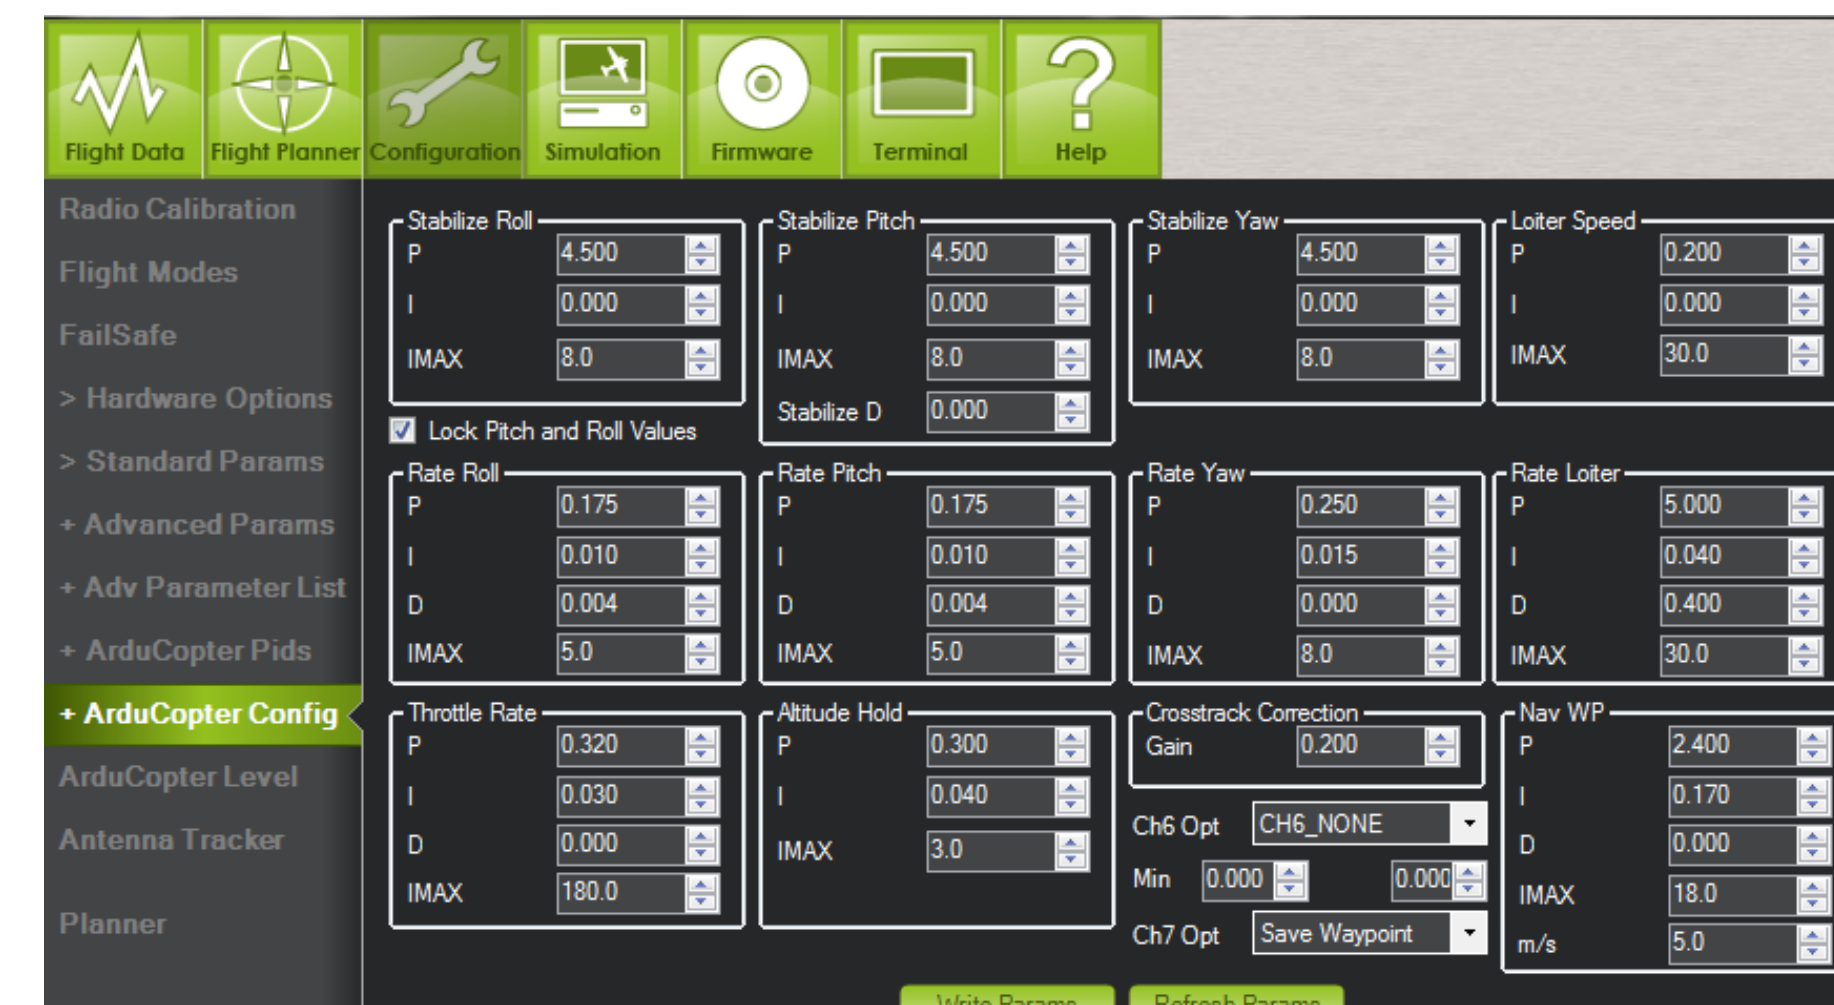 Flight Data Flight Planner Configuration Simulation Firmware Terminal Help
Radio Calibration
Flight Modes
FailSafe
> Hardware Options
> Standard Params
+ Advanced Params
+ Adv Parameter List
+ ArduCopter Pids
+ ArduCopter Config
ArduCopter Level
Antenna Tracker
Planner
Stabilize Roll
P 4.500
I 0.000
IMAX 8.0
Stabilize Pitch
P 4.500
I 0.000
IMAX 8.0
Stabilize D 0.000
Stabilize Yaw
P 4.500
I 0.000
IMAX 8.0
Loiter Speed
P 0.200
I 0.000
IMAX 30.0
Lock Pitch and Roll Values
Rate Roll
P 0.175
I 0.010
D 0.004
IMAX 5.0
Rate Pitch
P 0.175
I 0.010
D 0.004
IMAX 5.0
Rate Yaw
P 0.250
I 0.015
D 0.000
IMAX 8.0
Rate Loiter
P 5.000
I 0.040
D 0.400
IMAX 30.0
Throttle Rate
P 0.320
I 0.030
D 0.000
IMAX 180.0
Altitude Hold
P 0.300
I 0.040
IMAX 3.0
Crosstrack Correction
Gain 0.200
Ch6 Opt CH6_NONE
Min 0.000 0.000
Ch7 Opt Save Waypoint
Nav WP
P 2.400
I 0.170
D 0.000
IMAX 18.0
m/s 5.0
Write Params Refresh Params